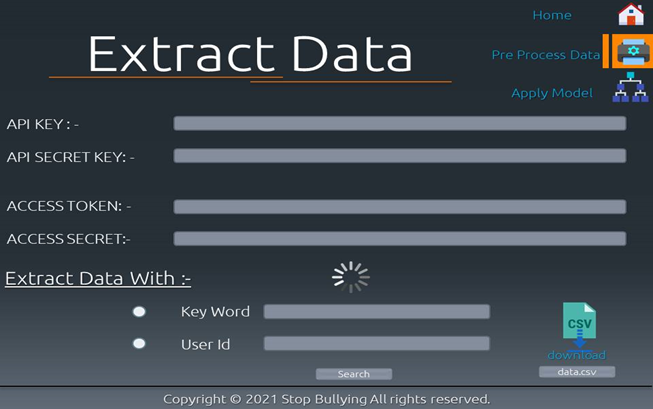 Home
Extract Data
Pre Process Data
Apply Model
API KEY : -
API SECRET KEY: -
ACCESS TOKEN: -
ACCESS SECRET:-
Extract Data With :-
Key Word
CSV
User Id
download
Search
data.csv
Copyright © 2021 Stop Bullying All rights reserved.